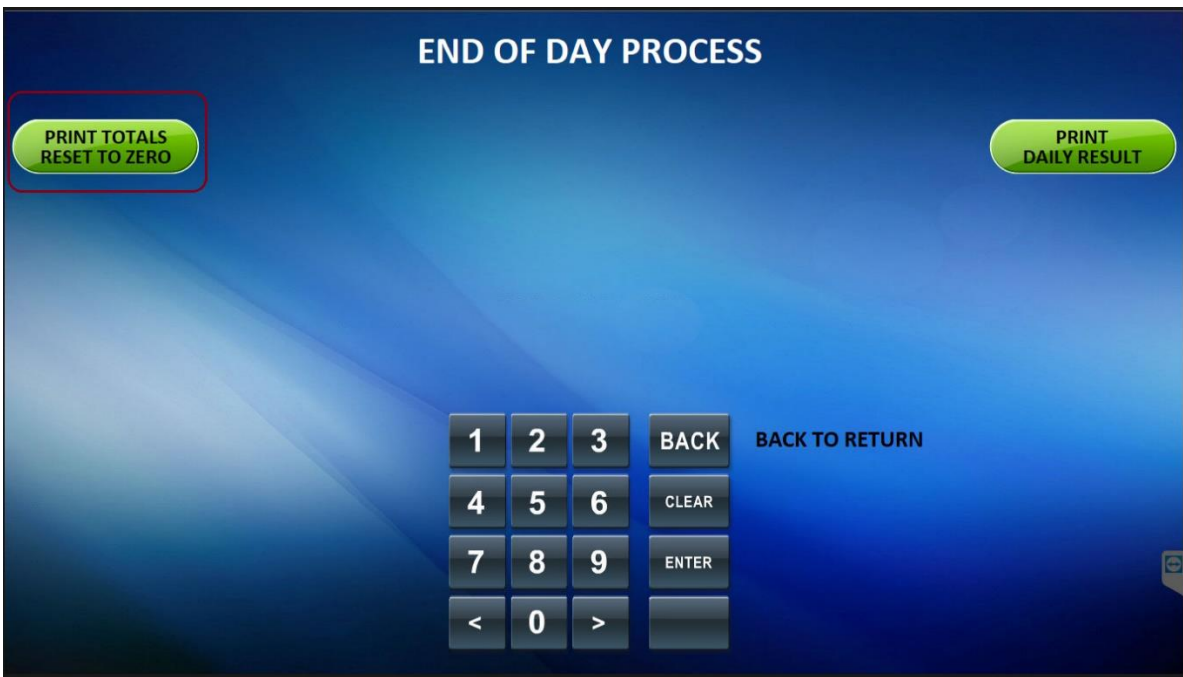 END OF DAY PROCESS
PRINT TOTALS
RESET TO ZERO
PRINT
DAILY RESULT
1 2 3 BACK BACK TO RETURN
4 5 6 CLEAR
7 8 9 ENTER
< 0 >